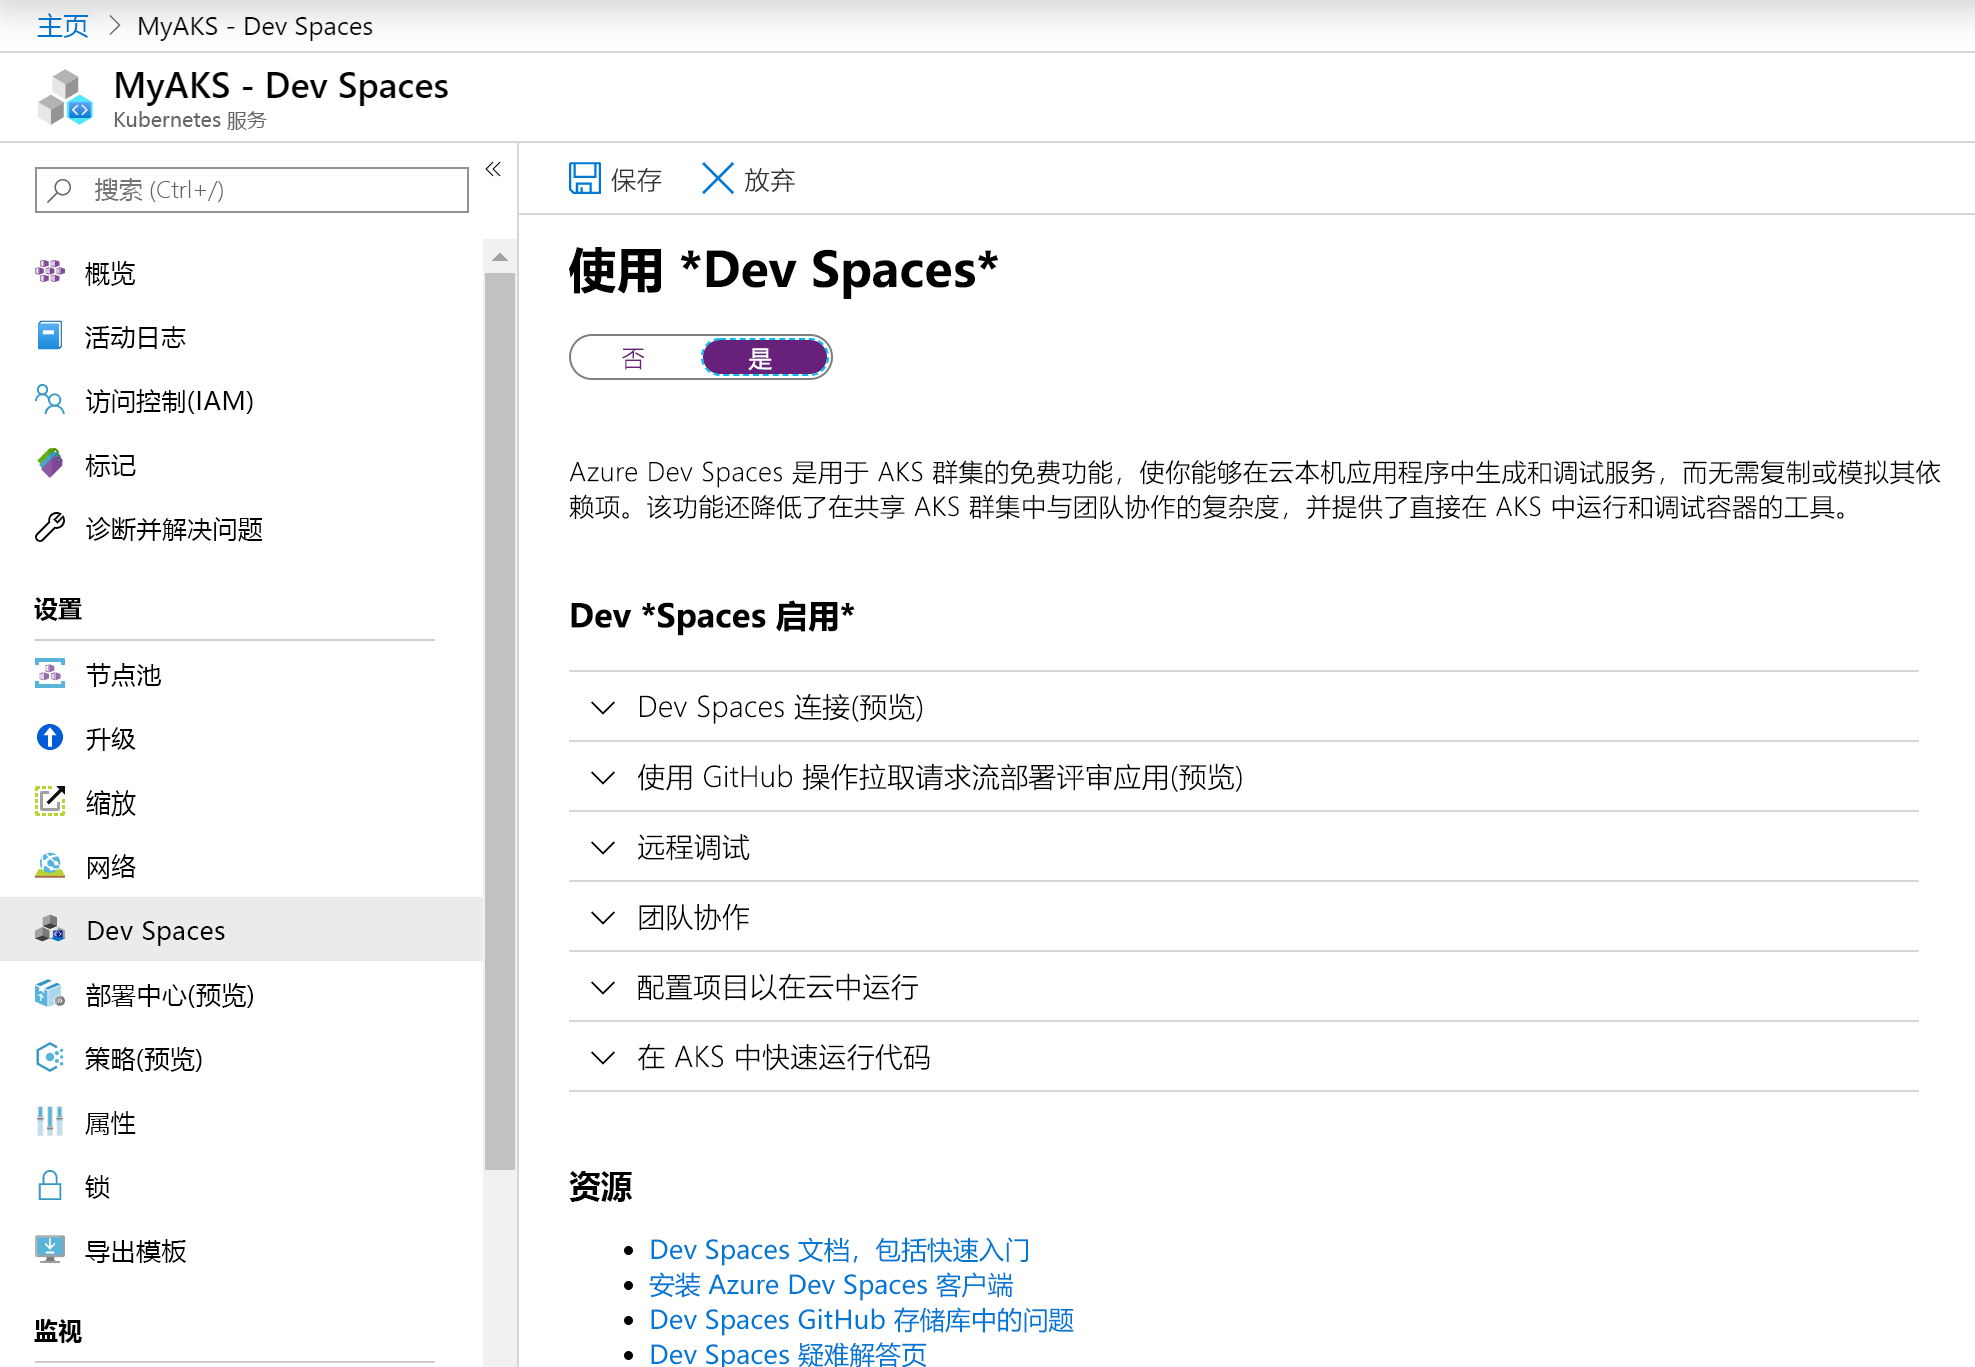 主页 > MyAKS - Dev Spaces
MyAKS - Dev Spaces
Kubernetes 服务
搜索 (Ctrl+/)
概览
活动日志
访问控制(IAM)
标记
诊断并解决问题
设置
节点池
升级
缩放
网络
Dev Spaces
部署中心(预览)
策略(预览)
属性
锁
导出模板
监视
保存 放弃
使用 *Dev Spaces*
否 是
Azure Dev Spaces 是用于 AKS 群集的免费功能，使你能够在云本机应用程序中生成和调试服务，而无需复制或模拟其依
赖项。该功能还降低了在共享 AKS 群集中与团队协作的复杂度，并提供了直接在 AKS 中运行和调试容器的工具。
Dev *Spaces 启用*
Dev Spaces 连接(预览)
使用 GitHub 操作拉取请求流部署评审应用(预览)
远程调试
团队协作
配置项目以在云中运行
在 AKS 中快速运行代码
资源
Dev Spaces 文档，包括快速入门
安装 Azure Dev Spaces 客户端
Dev Spaces GitHub 存储库中的问题
Dev Spaces 疑难解答页